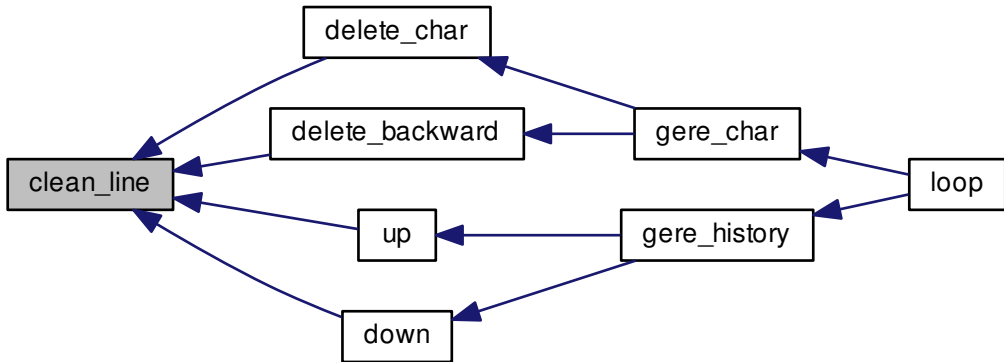 delete_char
delete_backward
gere_char
clean_line
loop
up
gere_history
down